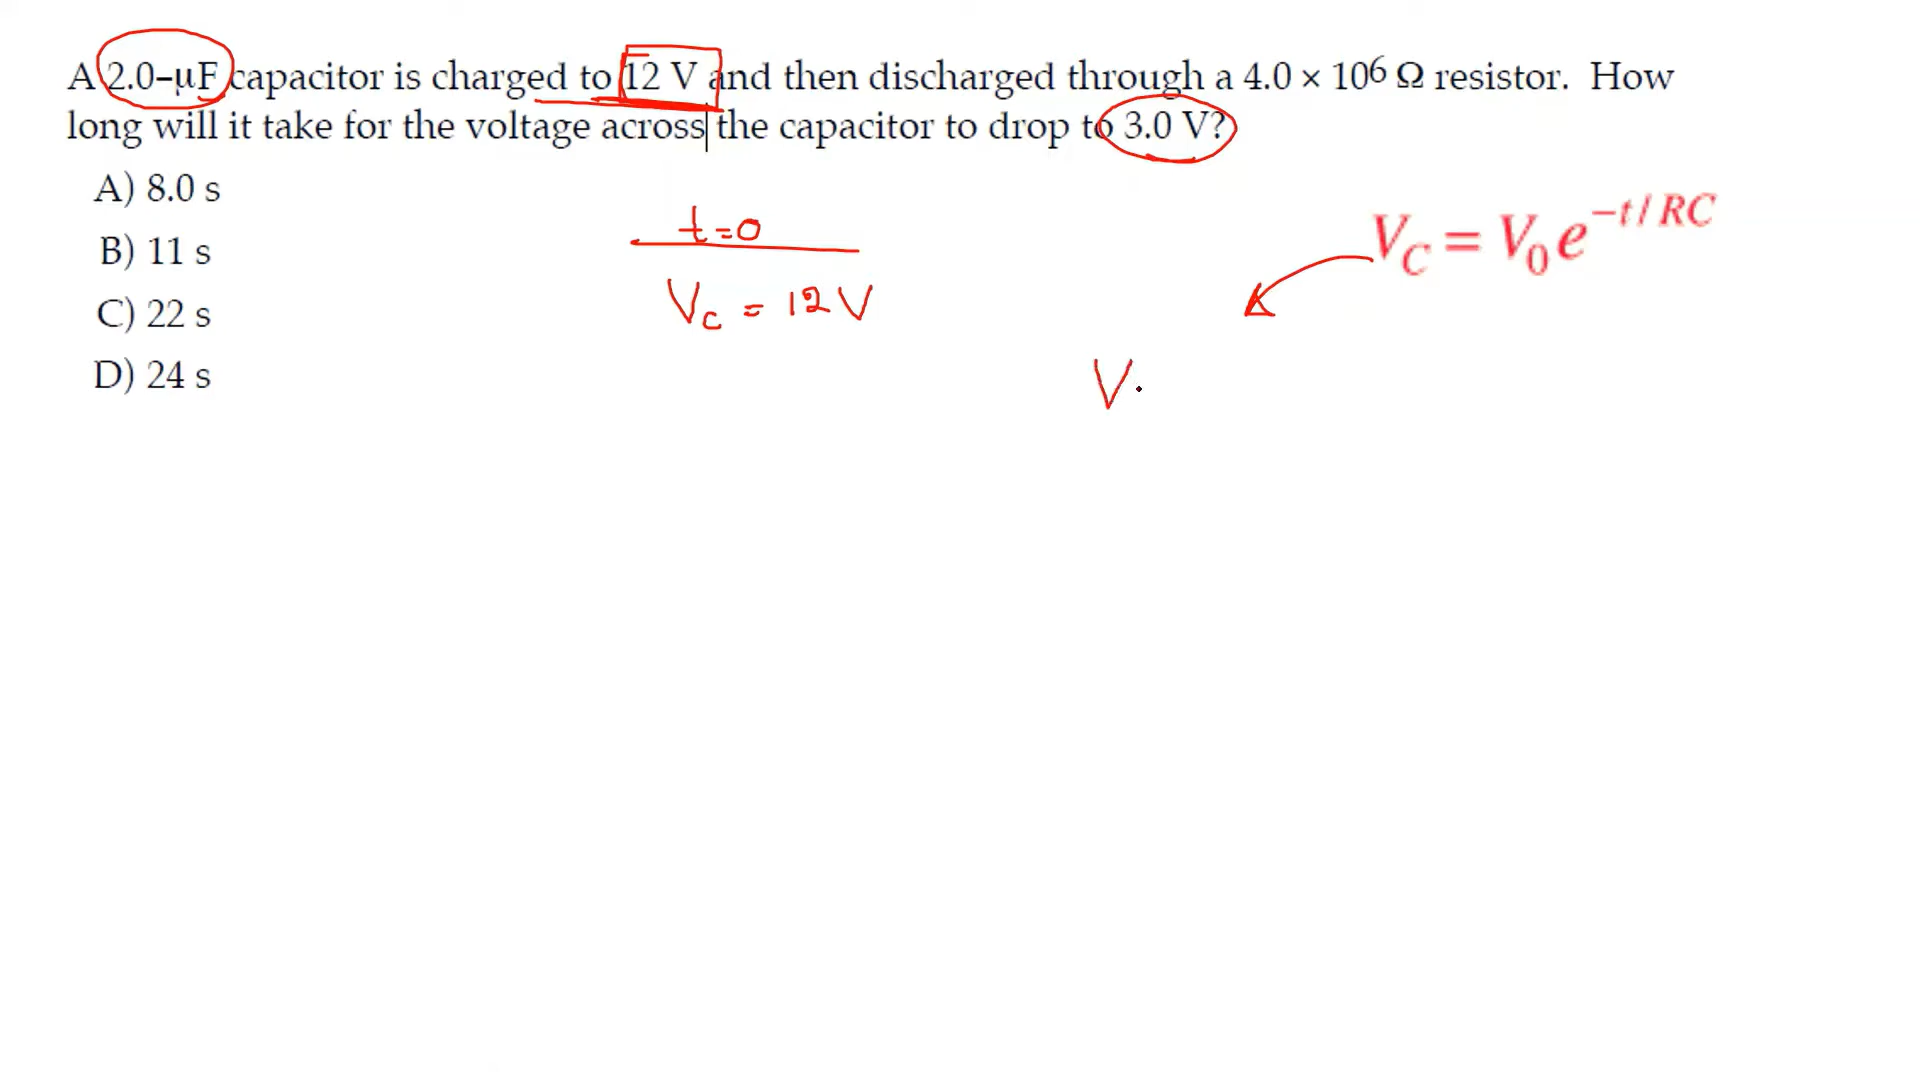 A 2.0–μF capacitor is charged to 12 V and then discharged through a 4.0 × 10⁶ Ω resistor. How
long will it take for the voltage across the capacitor to drop to 3.0 V?
A) 8.0 s
B) 11 s
C) 22 s
D) 24 s
t=0
V_C = 12 V
V_C = V_0 e^{-t/RC}
V